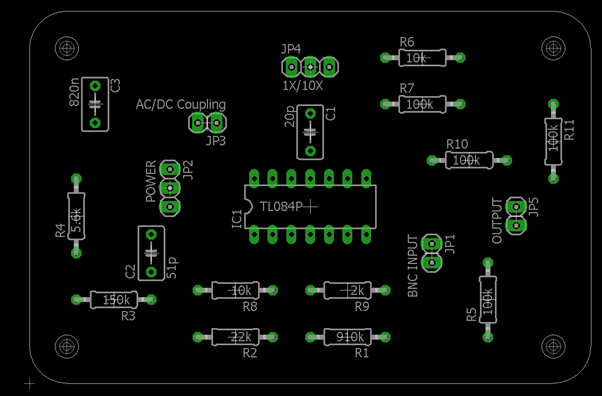 R6
JP4
10k
1X/10X
820n
C3
R7
100k
AC/DC Coupling
JP3
20p
C1
100k
R11
R10
100k
POWER
JP2
IC1
TL084P
OUTPUT
JP5
R4
5.6k
BNC INPUT
JP1
C2
51p
150k
R3
10k
R8
2k
R9
R5
100k
22k
R2
910k
R1